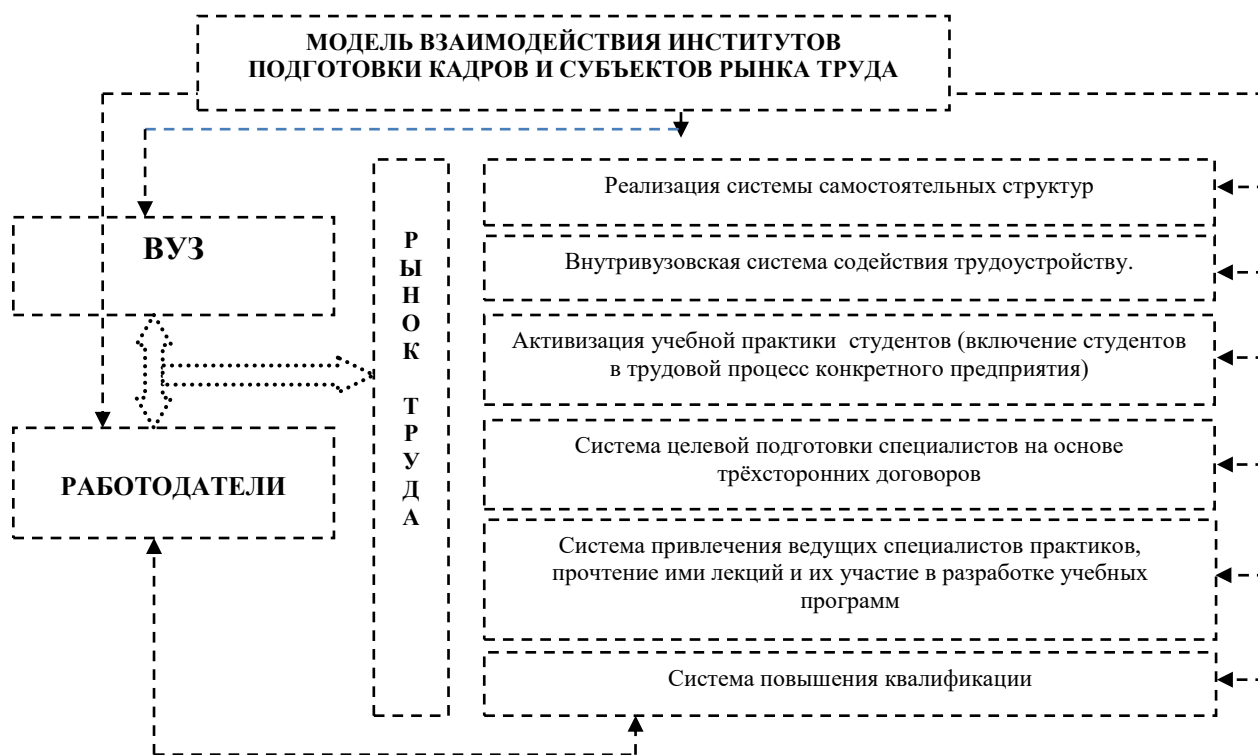 МОДЕЛЬ ВЗАИМОДЕЙСТВИЯ ИНСТИТУТОВ
ПОДГОТОВКИ КАДРОВ И СУБЪЕКТОВ РЫНКА ТРУДА
ВУЗ
РАБОТОДАТЕЛИ
РЫНОК ТРУДА
Реализация системы самостоятельных структур
Внутривузовская система содействия трудоустройству.
Активизация учебной практики студентов (включение студентов
в трудовой процесс конкретного предприятия)
Система целевой подготовки специалистов на основе
трёхсторонних договоров
Система привлечения ведущих специалистов практиков,
прочтение ими лекций и их участие в разработке учебных
программ
Система повышения квалификации